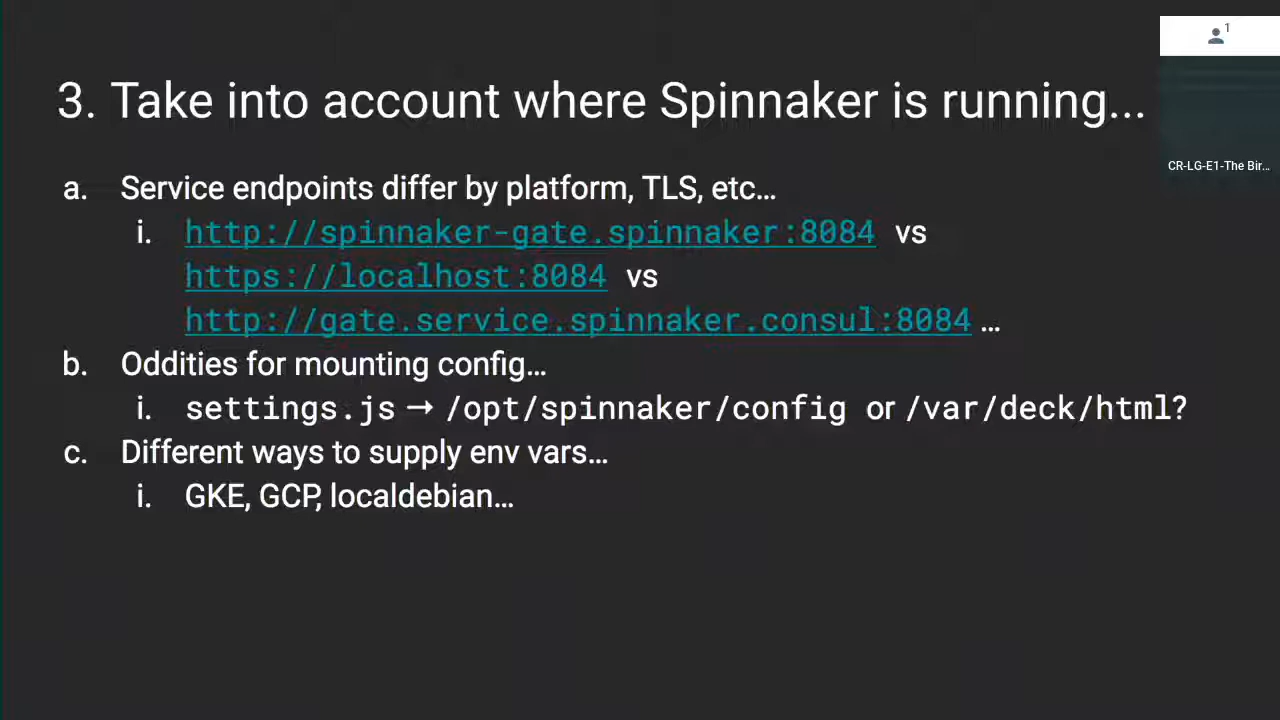 3. Take into account where Spinnaker is running...
1
CR-LG-E1-The Bir...
a. Service endpoints differ by platform, TLS, etc...
i. http://spinnaker-gate.spinnaker:8084 vs
https://localhost:8084 vs
http://gate.service.spinnaker.consul:8084 ...
b. Oddities for mounting config...
i. settings.js → /opt/spinnaker/config or /var/deck/html?
c. Different ways to supply env vars...
i. GKE, GCP, localdebian...